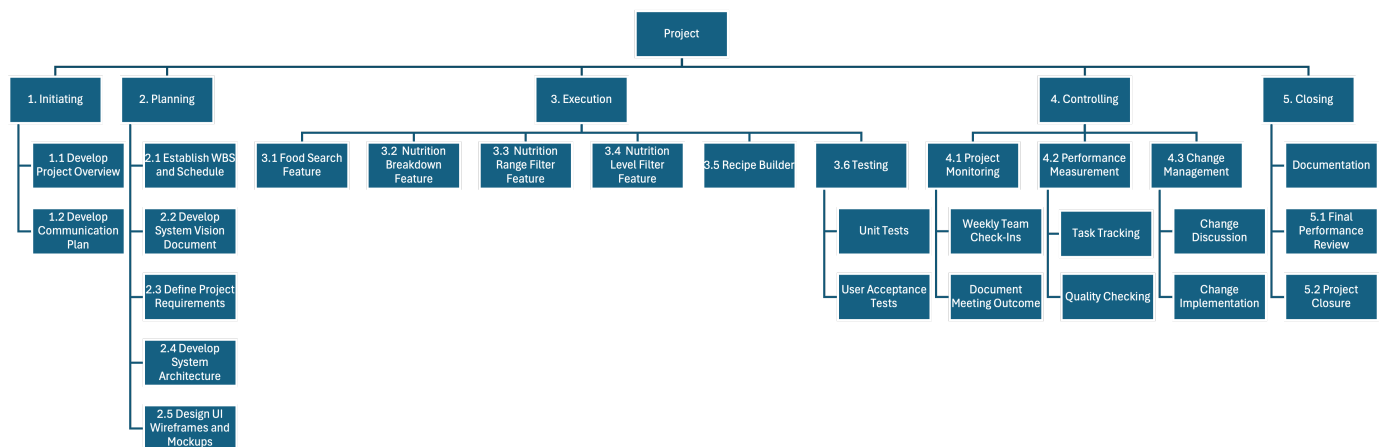 Project
1. Initiating
2. Planning
3. Execution
4. Controlling
5. Closing
1.1 Develop
Project Overview
1.2 Develop
Communication
Plan
2.1 Establish WBS
and Schedule
2.2 Develop
System Vision
Document
2.3 Define Project
Requirements
2.4 Develop
System
Architecture
2.5 Design UI
Wireframes and
Mockups
3.1 Food Search
Feature
3.2 Nutrition
Breakdown
Feature
3.3 Nutrition
Range Filter
Feature
3.4 Nutrition
Level Filter
Feature
3.5 Recipe Builder
3.6 Testing
Unit Tests
User Acceptance
Tests
4.1 Project
Monitoring
Weekly Team
Check-Ins
Document
Meeting Outcome
4.2 Performance
Measurement
Task Tracking
Quality Checking
4.3 Change
Management
Change
Discussion
Change
Implementation
Documentation
5.1 Final
Performance
Review
5.2 Project
Closure